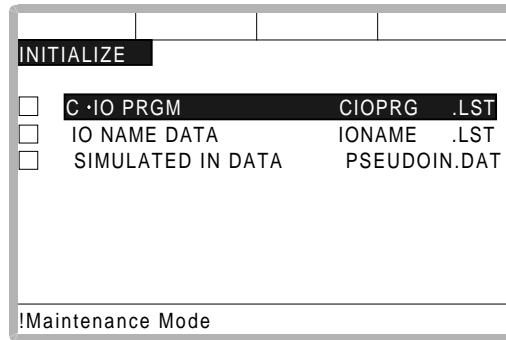 INITIALIZE
C･IO PRGM CIOPRG .LST
IO NAME DATA IONAME .LST
SIMULATED IN DATA PSEUDOIN.DAT
!Maintenance Mode